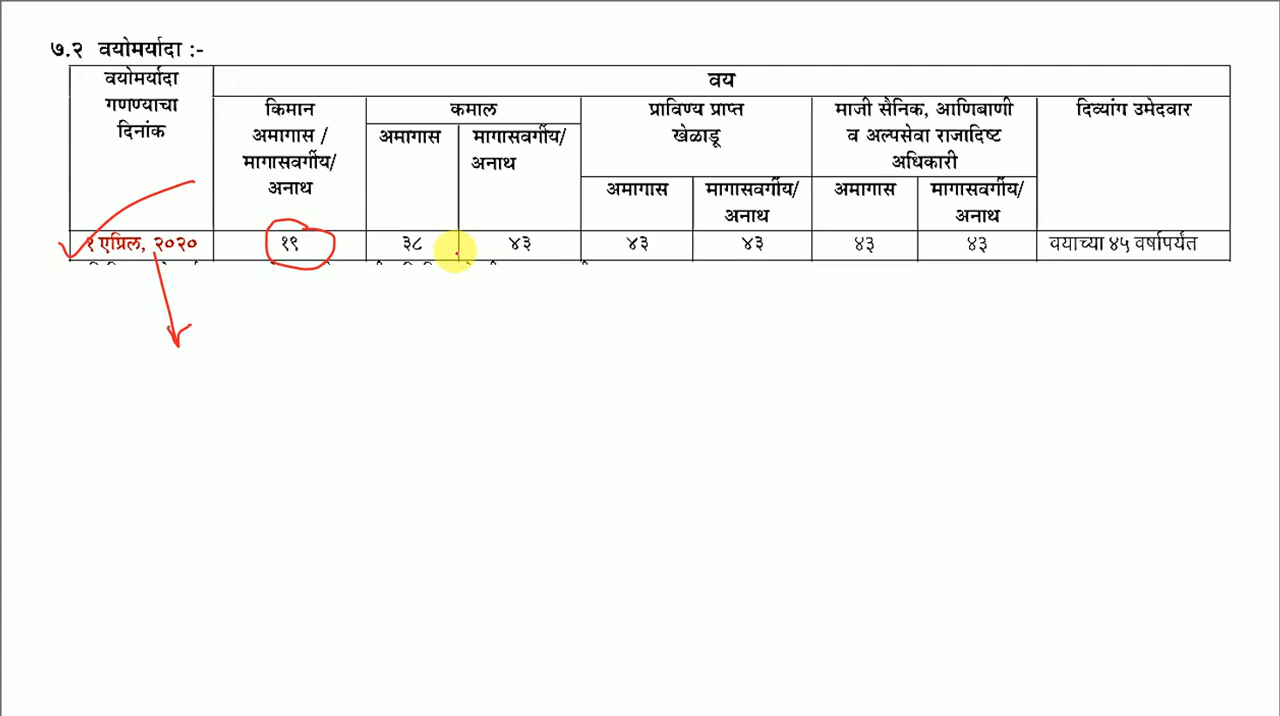 ७.२ वयोमर्यादा :-
वयोमर्यादा गणण्याचा दिनांक
वय
किमान अमागास / मागासवर्गीय/ अनाथ
कमाल
अमागास
मागासवर्गीय/ अनाथ
प्राविण्य प्राप्त खेळाडू
अमागास
मागासवर्गीय/ अनाथ
माजी सैनिक, आणिबाणी व अल्पसेवा राजादिष्ट अधिकारी
अमागास
मागासवर्गीय/ अनाथ
दिव्यांग उमेदवार
१ एप्रिल, २०२० १९ ३८ ४३ ४३ ४३ ४३ ४३ वयाच्या ४५ वर्षापर्यंत